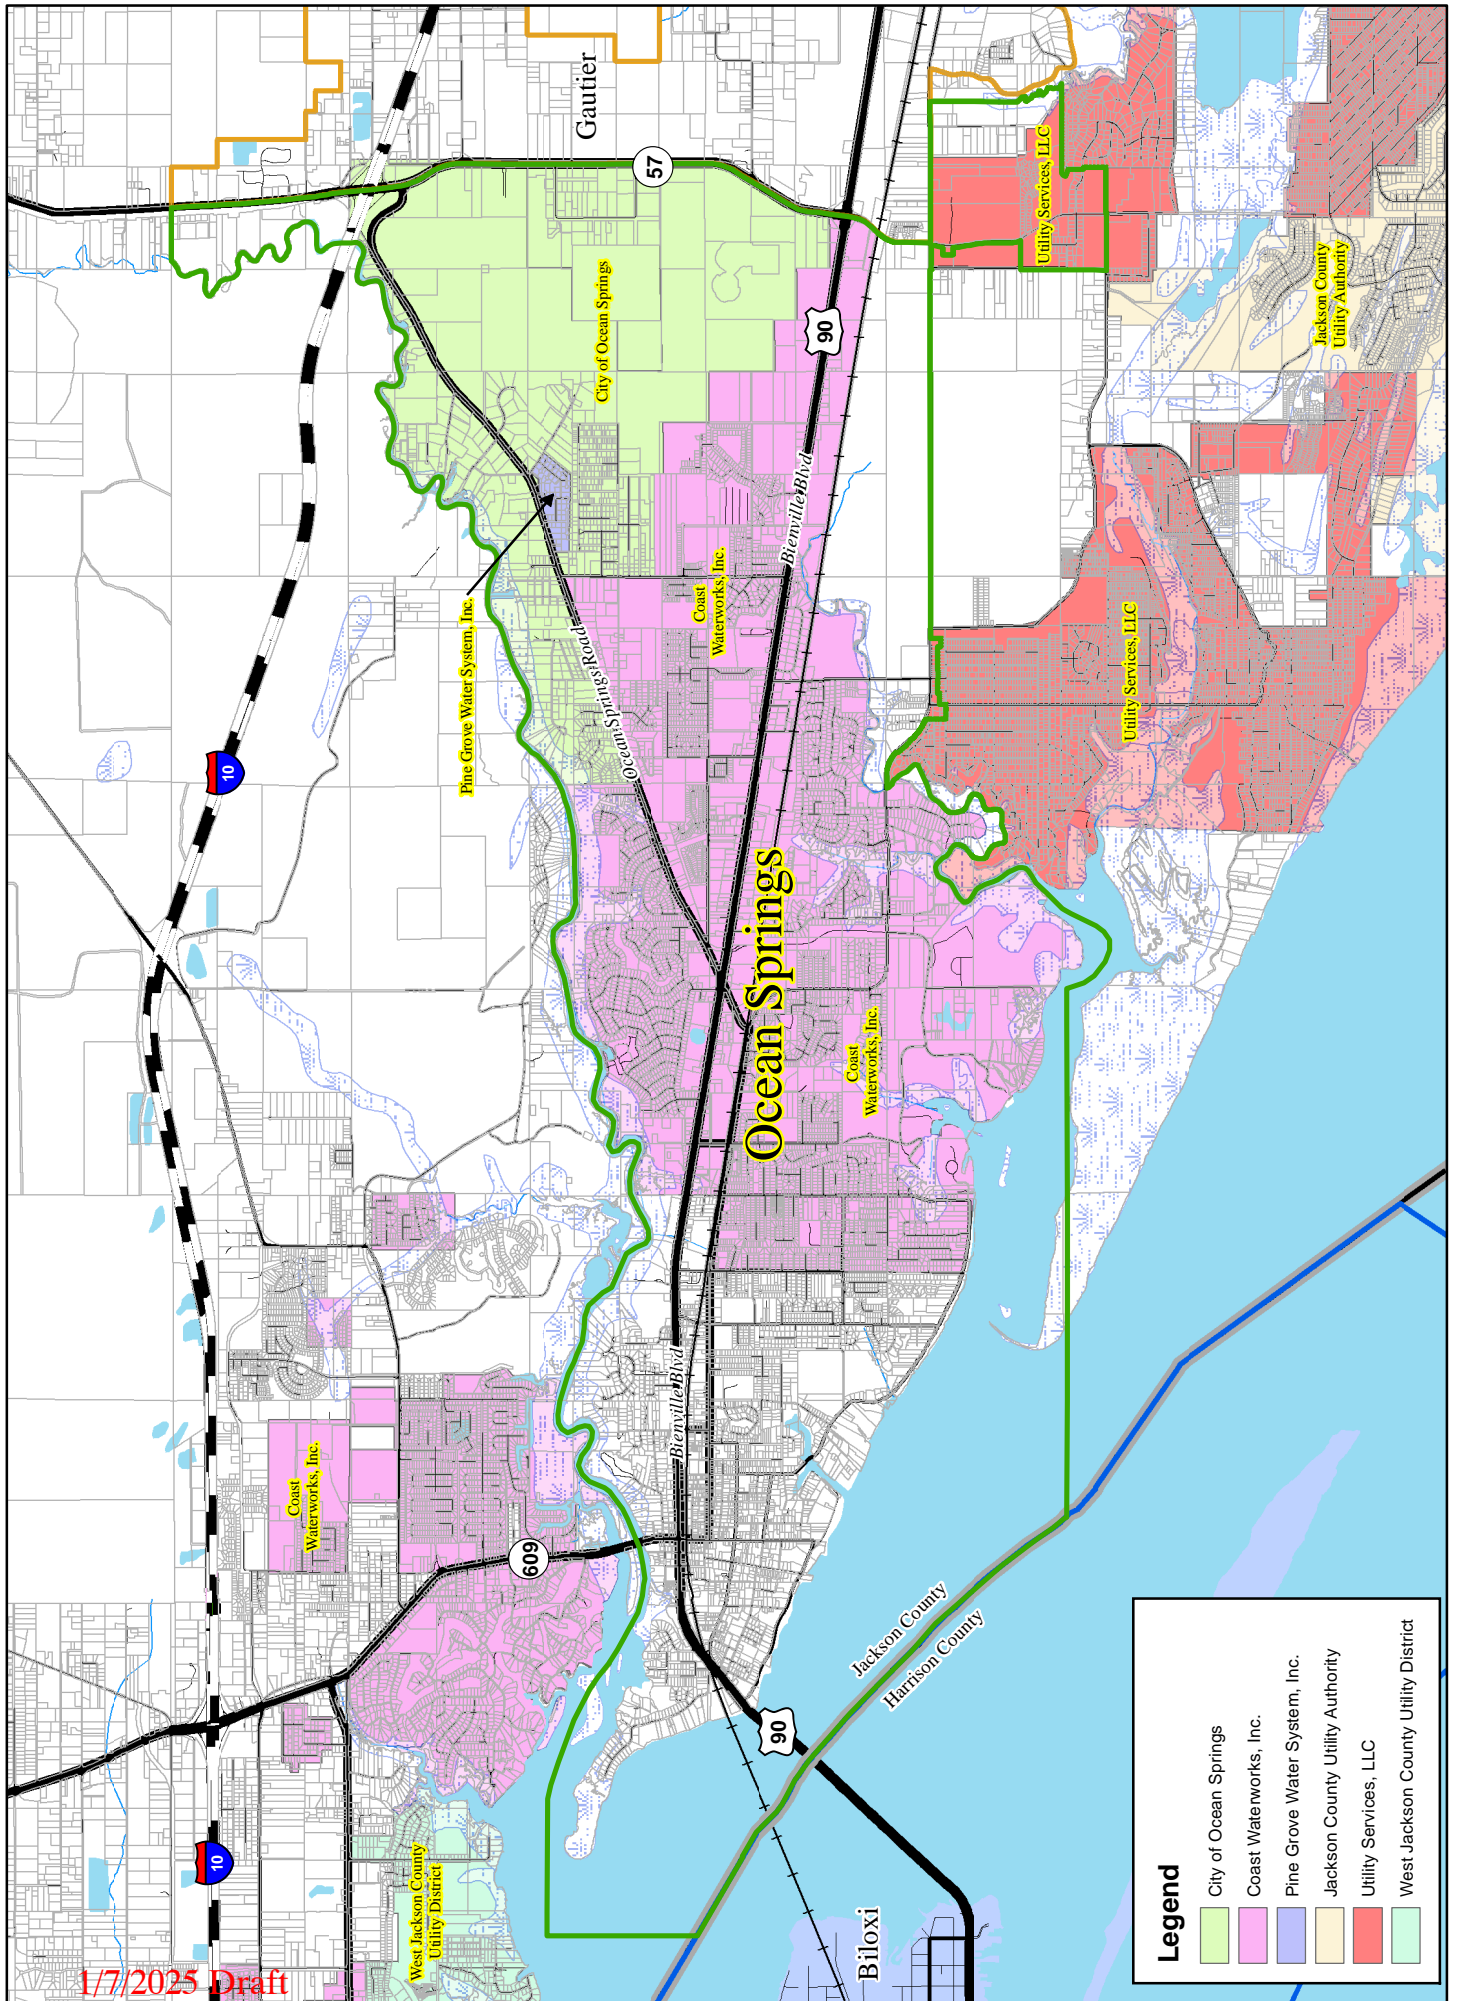 1/7/2025 Draft
10
10
57
Gautier
City of Ocean Springs
Pine Grove Water System, Inc.
Ocean Springs Road
Coast
Waterworks, Inc.
Bienville Blvd
90
Utility Services, LLC
Jackson County
Utility Authority
Utility Services, LLC
Ocean Springs
Coast
Waterworks, Inc.
Coast
Waterworks, Inc.
609
Bienville Blvd
90
West Jackson County
Utility District
Jackson County
Harrison County
Biloxi
Legend
City of Ocean Springs
Coast Waterworks, Inc.
Pine Grove Water System, Inc.
Jackson County Utility Authority
Utility Services, LLC
West Jackson County Utility District